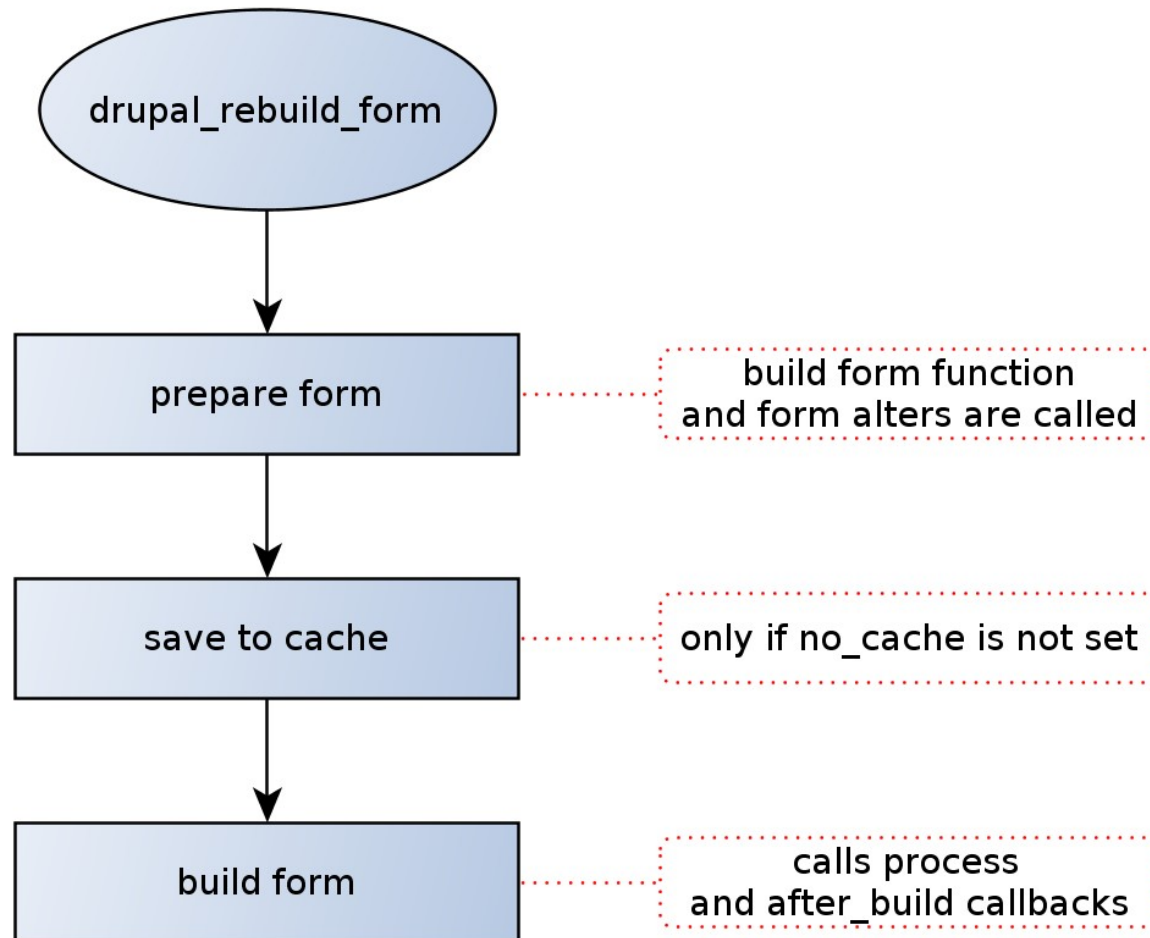 drupal_rebuild_form
prepare form
build form function
and form alters are called
save to cache
only if no_cache is not set
build form
calls process
and after_build callbacks